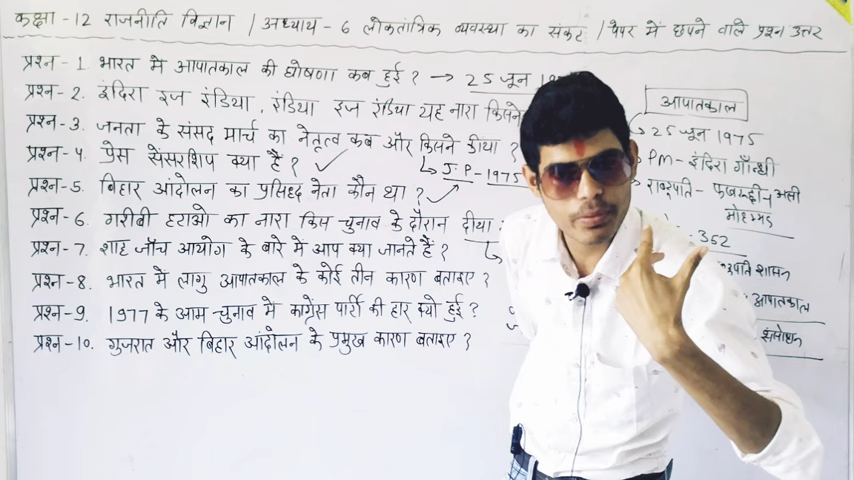 कक्षा - 12 राजनीति विज्ञान / अध्याय - 6 लोकतांत्रिक व्यवस्था का संकट / पेपर में छपने वाले प्रश्न उत्तर
प्रश्न - 1 भारत में आपातकाल की घोषणा कब हुई ? → 25 जून 19
प्रश्न - 2. इंदिरा इज इंडिया, इंडिया इज इंडिया यह नारा किसने
प्रश्न - 3. जनता के संसद मार्च का नेतृत्व कब और किसने कीया ?
प्रश्न - 4. प्रेस सेंसरशिप क्या है ? ✓ J.P - 1975
प्रश्न - 5. बिहार आंदोलन का प्रसिध्द नेता कौन था ? ✓
प्रश्न - 6. गरीबी हटाओ का नारा किस चुनाव के दौरान दीया
प्रश्न - 7. शाह जाँच आयोग के बारे में आप क्या जानते हैं ?
प्रश्न - 8. भारत में लागु आपातकाल के कोई तीन कारण बताइए ?
प्रश्न - 9. 1977 के आम चुनाव में कांग्रेस पार्टी की हार क्यो हुई ?
प्रश्न - 10. गुजरात और बिहार आंदोलन के प्रमुख कारण बताइए ?
आपातकाल
25 जून 1975
PM - इंदिरा गाँन्धी
राष्ट्रपति - फखरुद्दीन अली
मोहम्मद
- 352
शासन
आपातकाल
संसोधन